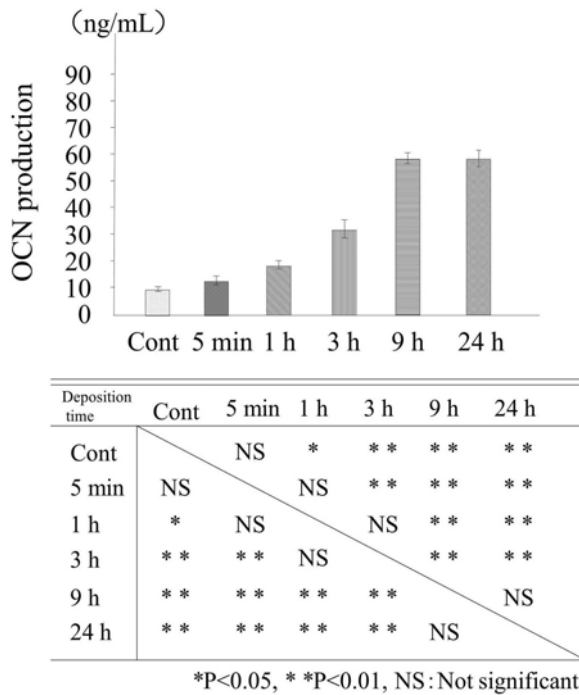 (ng/mL)
OCN production
90
80
70
60
50
40
30
20
10
0
Cont 5 min 1 h 3 h 9 h 24 h
Deposition time Cont 5 min 1 h 3 h 9 h 24 h
Cont NS * ** ** **
5 min NS NS ** ** **
1 h * NS NS ** **
3 h ** ** NS ** **
9 h ** ** ** ** NS
24 h ** ** ** ** NS
*P<0.05, * *P<0.01, NS:Not significant